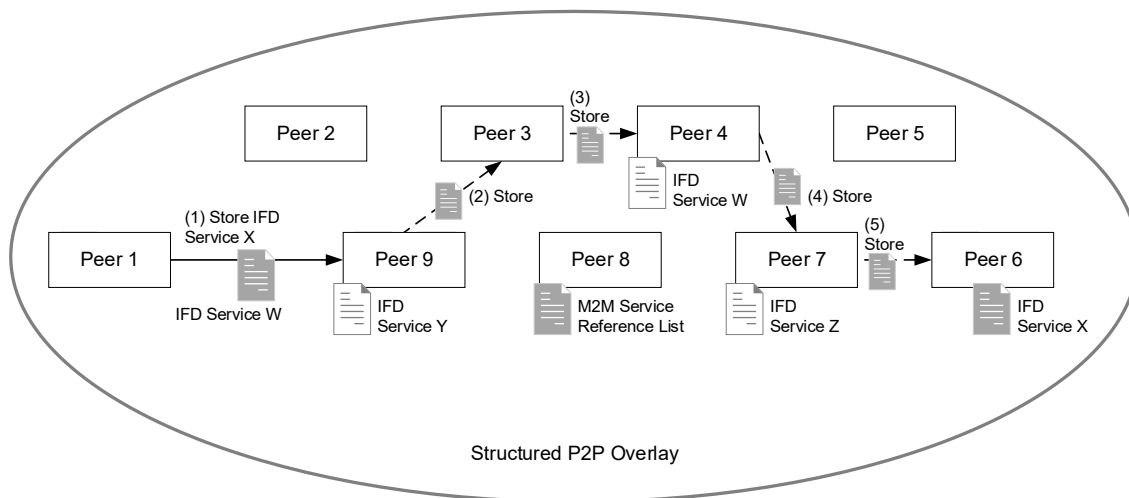 (3)
Store
Peer 2
Peer 3
Peer 4
Peer 5
IFD
Service W
(2) Store
(4) Store
(1) Store IFD
Service X
(5)
Store
Peer 1
Peer 9
Peer 8
Peer 7
Peer 6
IFD Service W
IFD
Service Y
M2M Service
Reference List
IFD
Service Z
IFD
Service X
Structured P2P Overlay